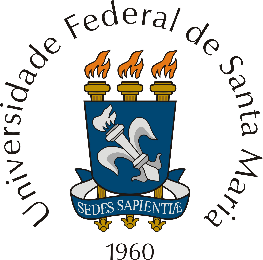 Universidade Federal de Santa Maria
SEDES SAPIENTIÆ
1960